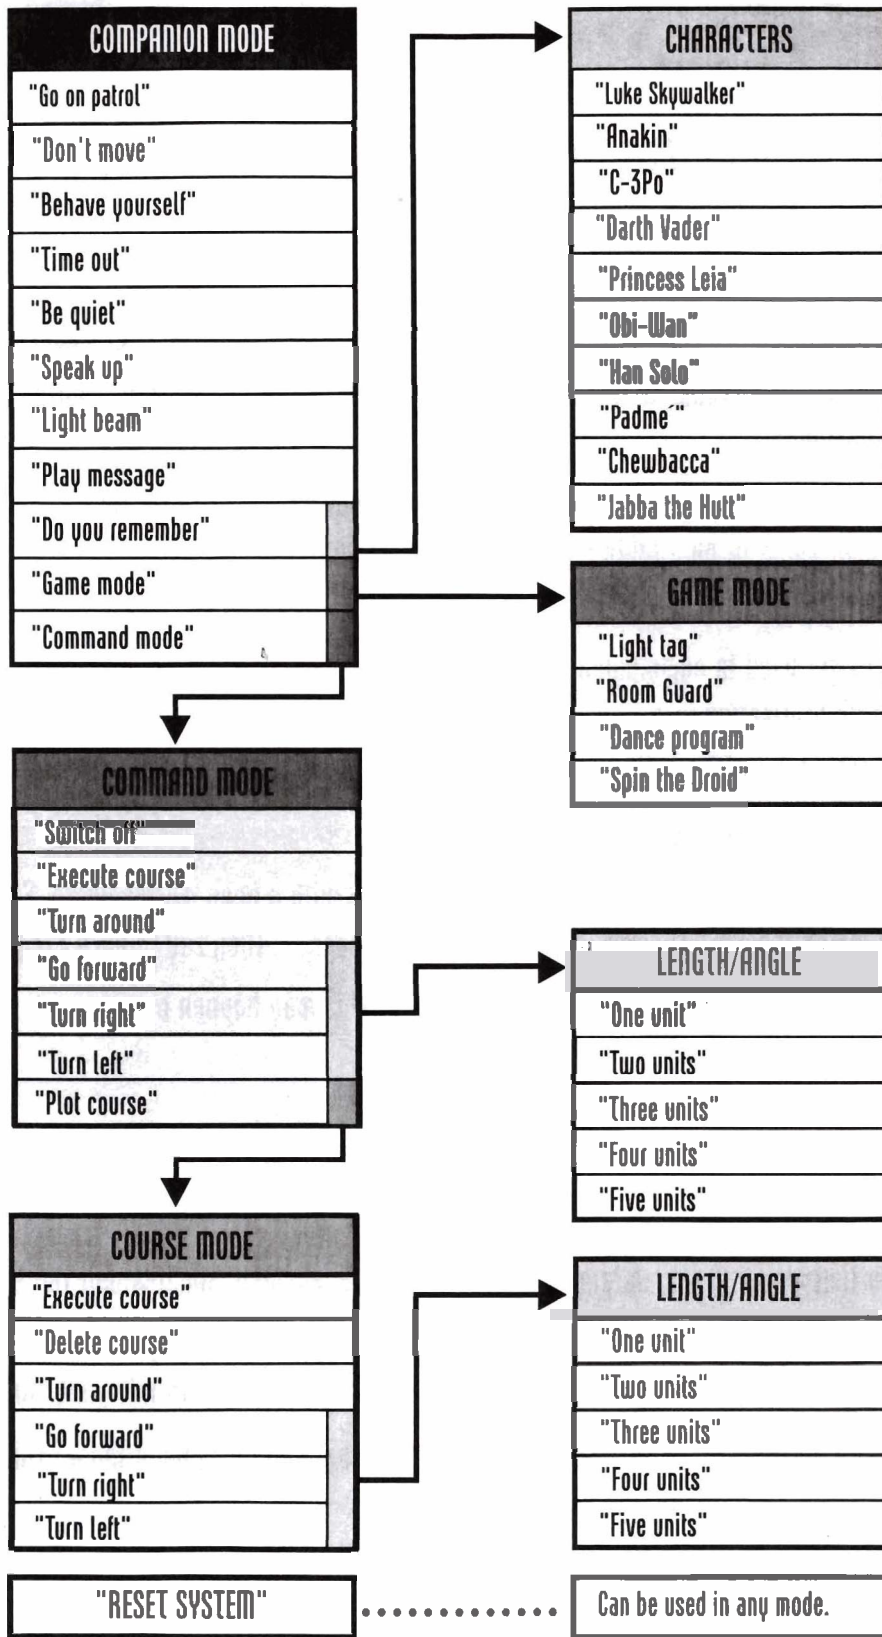 COMPANION MODE
"Go on patrol"
"Don't move"
"Behave yourself"
"Time out"
"Be quiet"
"Speak up"
"Light beam"
"Play message"
"Do you remember"
"Game mode"
"Command mode"
CHARACTERS
"Luke Skywalker"
"Anakin"
"C-3Po"
"Darth Vader"
"Princess Leia"
"Obi-Wan"
"Han Solo"
"Padme´"
"Chewbacca"
"Jabba the Hutt"
GAME MODE
"Light tag"
"Room Guard"
"Dance program"
"Spin the Droid"
COMMAND MODE
"Switch off"
"Execute course"
"Turn around"
"Go forward"
"Turn right"
"Turn left"
"Plot course"
LENGTH/ANGLE
"One unit"
"Two units"
"Three units"
"Four units"
"Five units"
COURSE MODE
"Execute course"
"Delete course"
"Turn around"
"Go forward"
"Turn right"
"Turn left"
LENGTH/ANGLE
"One unit"
"Two units"
"Three units"
"Four units"
"Five units"
"RESET SYSTEM"
Can be used in any mode.